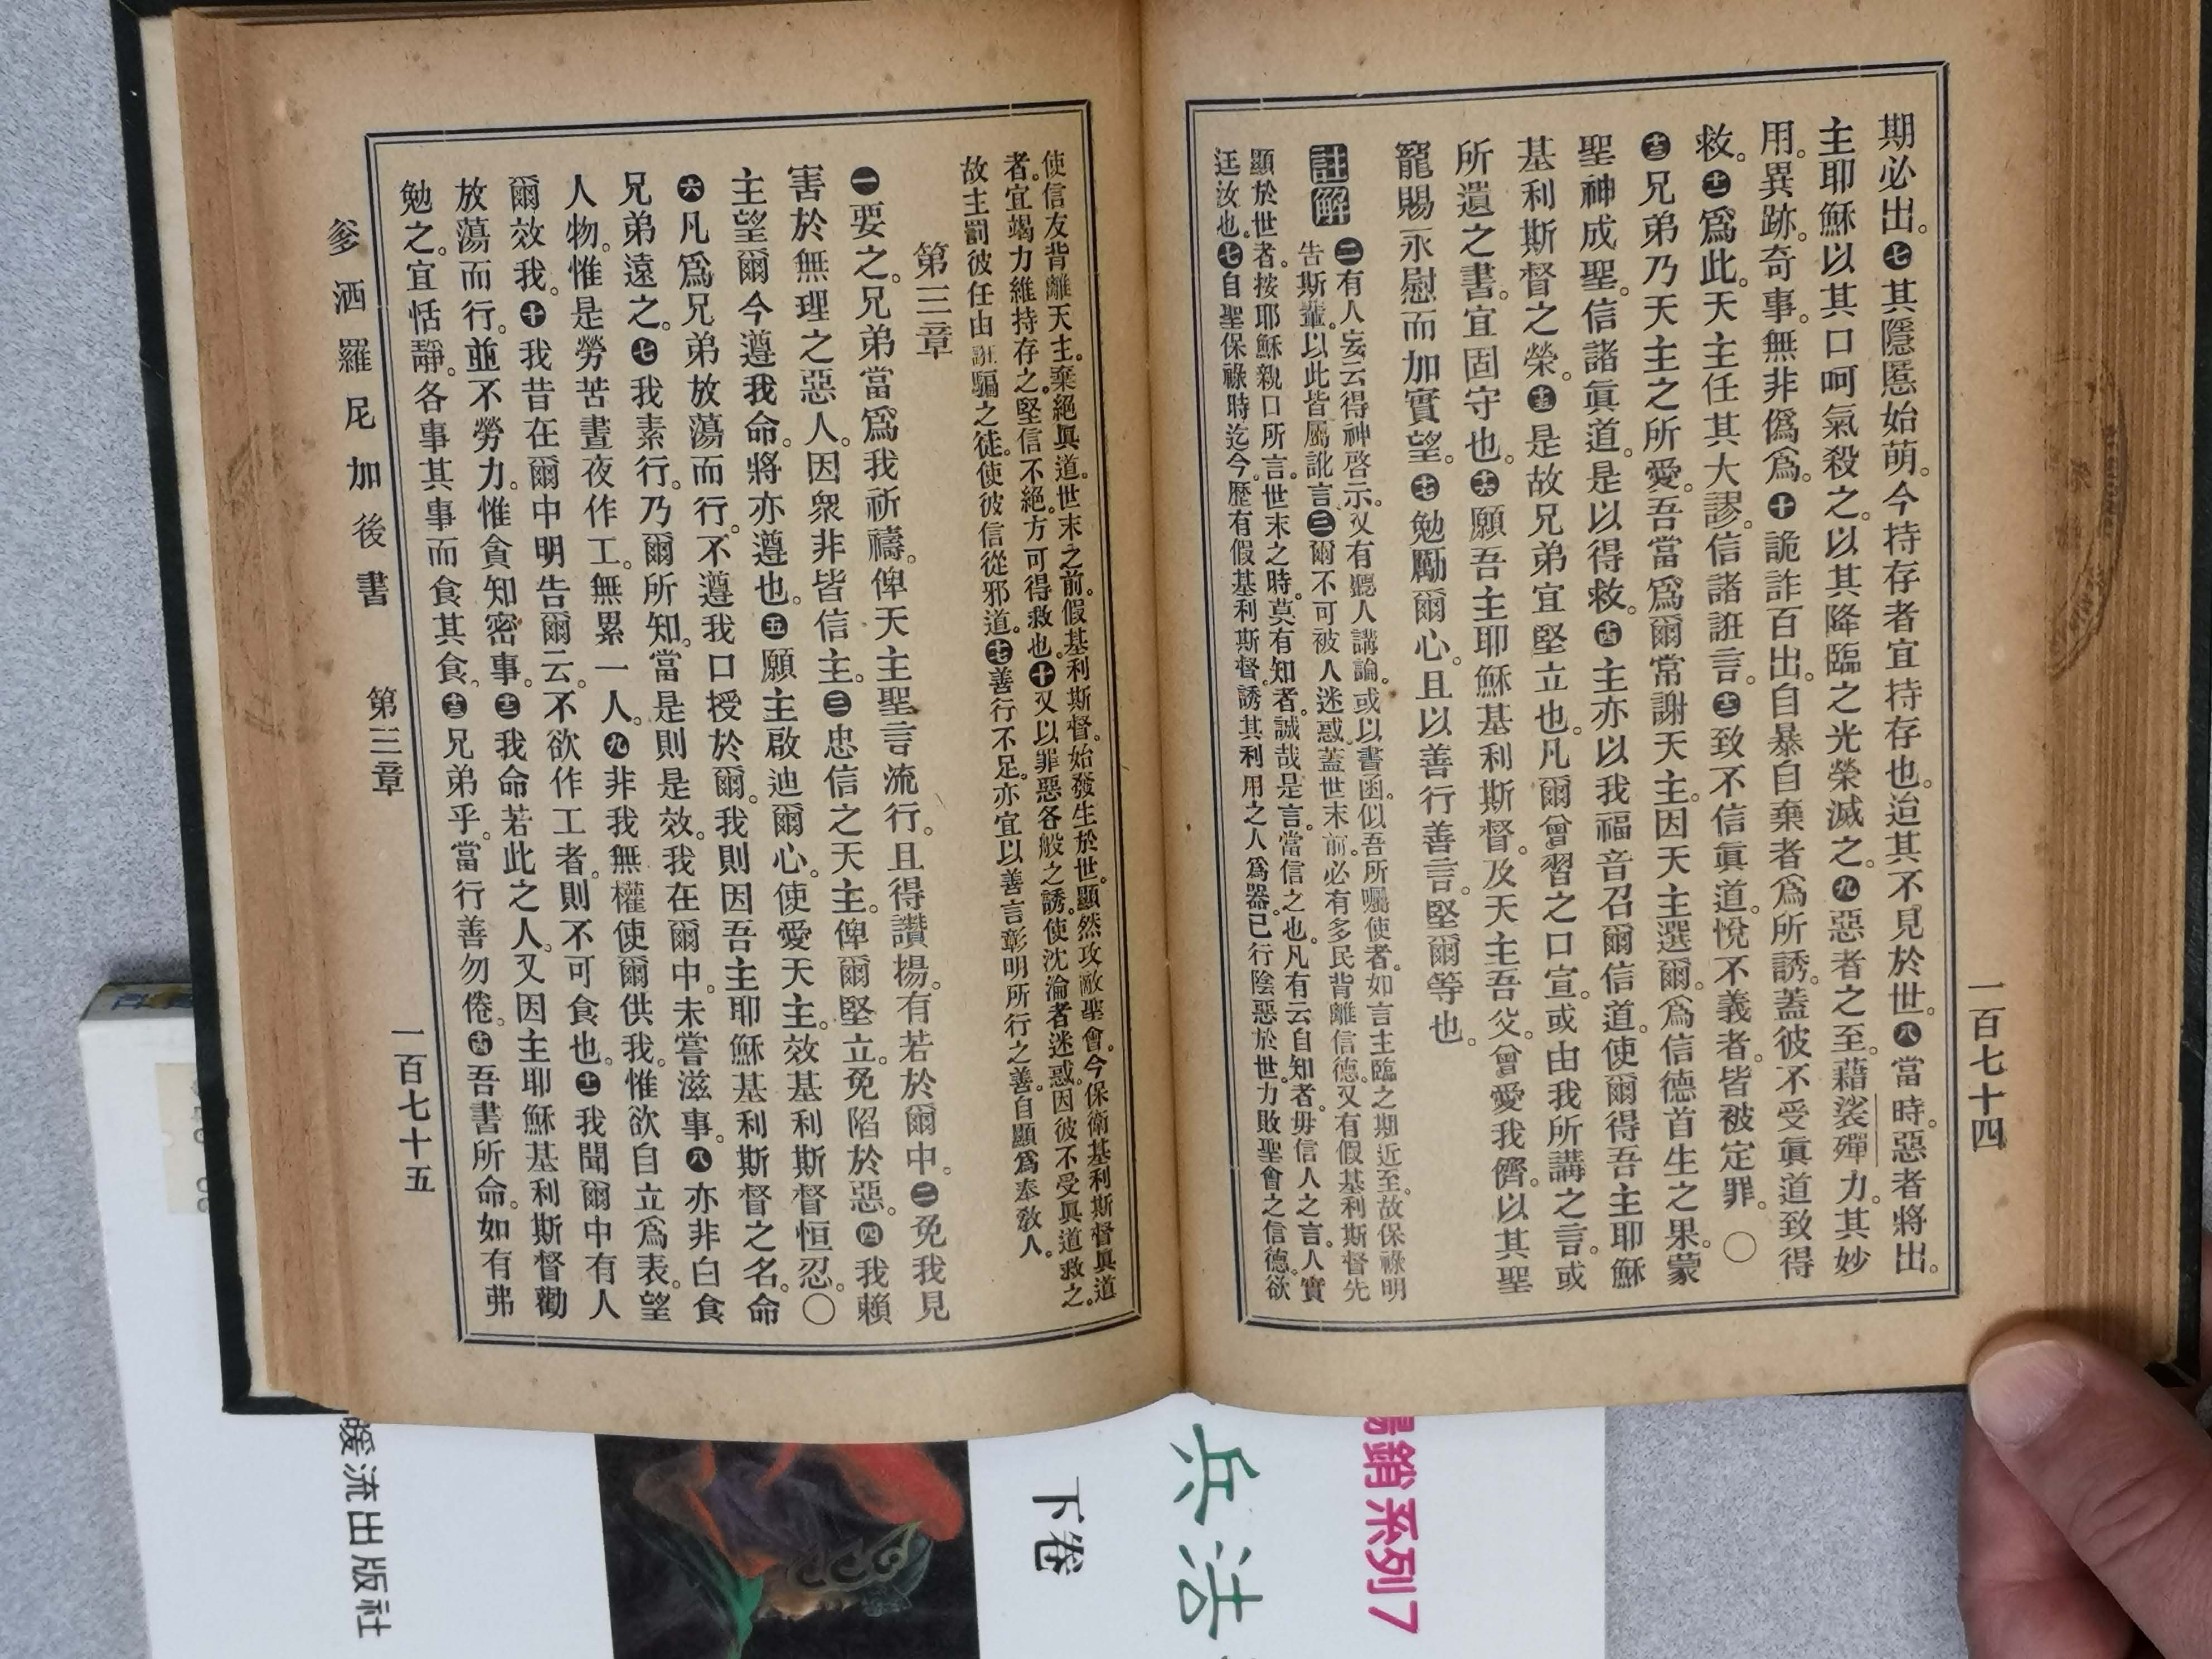 期必出。㊆其隱慝始萌。今持存者宜持存也。迨其不見於世。㊇當時。惡者將出。
主耶穌以其口呵氣殺之。以其降臨之光榮滅之。㊈惡者之至。藉裟殫力。其妙
用。異跡。奇事。無非僞爲。㊉詭詐百出。自暴自棄者爲所誘。蓋彼不受眞道致得
救。⓫爲此。天主任其大謬。信諸誑言。⓬致不信眞道。悅不義者。皆被定罪。〇
⓭兄弟乃天主之所愛。吾當爲爾常謝天主。因天主選爾。爲信德首生之果。蒙
聖神成聖。信諸眞道。是以得救。⓮主亦以我福音召爾信道。使爾得吾主耶穌
基利斯督之榮。⓯是故兄弟宜堅立也。凡爾曾習之口宣。或由我所講之言。或
所遺之書。宜固守也。⓰願吾主耶穌基利斯督。及天主吾父。曾愛我儕。以其聖
寵賜永慰而加實望。⓱勉勵爾心。且以善行善言。堅爾等也。
註解
㊁有人妄云得神啓示。又有聽人講論。或以書函。似吾所囑使者。如言主臨之期近至。故保祿明
告斯輩。以此皆屬訛言。㊂爾不可被人迷惑。蓋世末前。必有多民背離信德。又有假基利斯督先
顯於世者。按耶穌親口所言。世末之時。莫有知者。誠哉是言。當信之也。凡有云自知者。毋信人之言。人實
迋汝也。㊆自聖保祿時迄今。歷有假基利斯督。誘其利用之人爲器。已行陰惡於世。力敗聖會之信德。欲
使信友背離天主。棄絕眞道。世末之前。假基利斯督。始發生於世。顯然攻敵聖會。今保衛基利斯督眞道
者。宜竭力維持存之。堅信不絕。方可得救也。㊉又以罪惡各般之誘。使沈淪者迷惑。因彼不受眞道救之。
故主罰彼任由誑騙之徒。使彼信從邪道。⓱善行不足。亦宜以善言彰明所行之善。自顯爲奉敎人。
一百七十四
第三章
㊀要之。兄弟當爲我祈禱。俾天主聖言流行。且得讚揚。有若於爾中。㊁免我見
害於無理之惡人。因衆非皆信主。㊂忠信之天主。俾爾堅立。免陷於惡。㊃我賴
主望爾今遵我命。將亦遵也。㊄願主啟迪爾心。使愛天主。效基利斯督恒忍。〇
㊅凡爲兄弟放蕩而行。不遵我口授於爾。我則因吾主耶穌基利斯督之名。命
兄弟遠之。㊆我素行。乃爾所知。當是則是效。我在爾中。未嘗滋事。㊇亦非白食
人物。惟是勞苦晝夜作工。無累一人。㊈非我無權使爾供我。惟欲自立爲表。望
爾效我。㊉我昔在爾中明告爾云。不欲作工者。則不可食也。⓫我聞爾中有人
放蕩而行。並不勞力。惟貪知密事。⓬我命若此之人。又因主耶穌基利斯督勸
勉之。宜恬靜。各事其事而食其食。⓭兄弟乎。當行善勿倦。⓮吾書所命。如有弗
爹洒羅尼加後書 第三章 一百七十五
暢銷系列7
兵法
下卷
遠流出版社